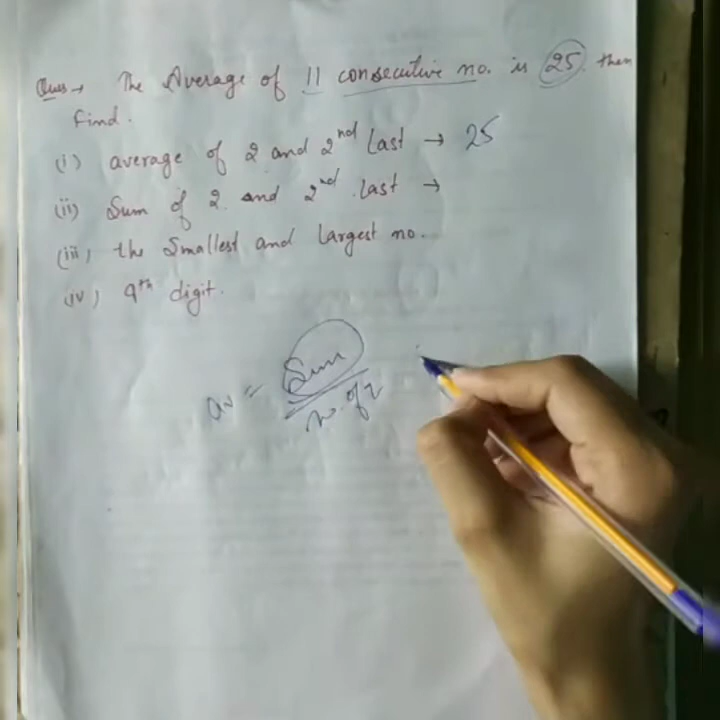 Ques → The Average of 11 consecutive no. is 25. then
find.
(i) average of 2 and 2nd last → 25
(ii) Sum of 2. and 2nd last →
(iii) the Smallest and largest no.
(iv) 9th digit.
av = Sum
no. of